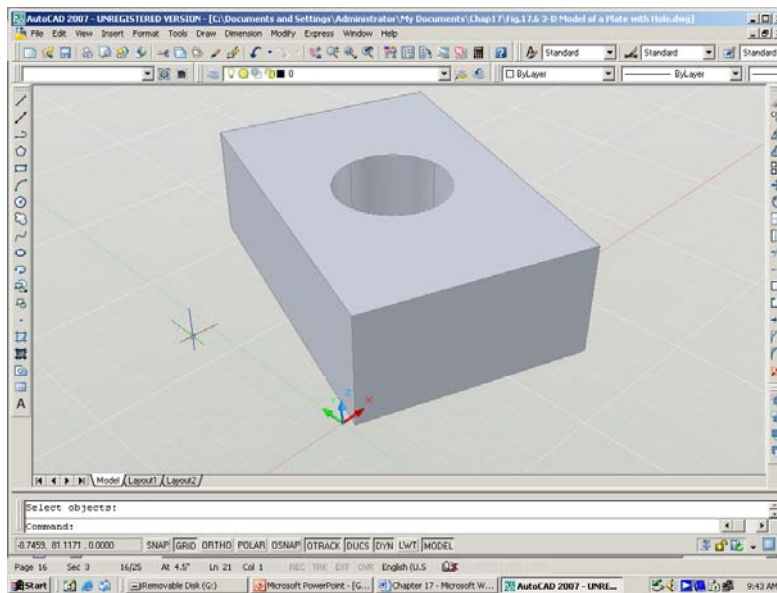 AutoCAD 2007 - UNREGISTERED VERSION - [C:\Documents and Settings\Administrator\My Documents\Chap17\Fig.17.6 3-D Model of a Plate with Hole.dwg]
File Edit View Insert Format Tools Draw Dimension Modify Express Window Help
Standard Standard Standard
0 ByLayer ByLayer
A
Z
Y X
Model Layout1 Layout2
Select objects:
Command:
-8.7459, 81.1171, 0.0000 SNAP GRID ORTHO POLAR OSNAP OTRACK DUCS DYN LWT MODEL
Page 16 Sec 3 16/25 At 4.5" Ln 21 Col 1 REC TRK EXT OVR English (U.S
Start Removable Disk (G:) Microsoft PowerPoint - [G... Chapter 17 - Microsoft W... AutoCAD 2007 - UNRE... 9:43 AM